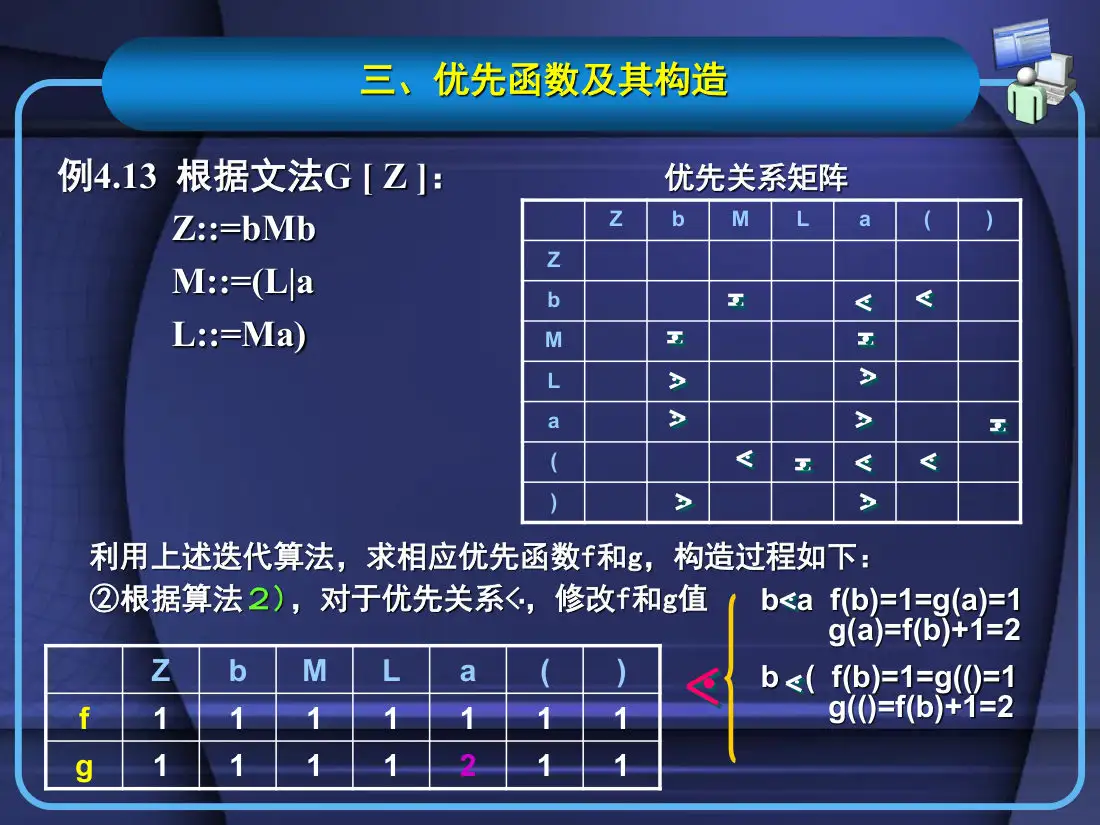 三、优先函数及其构造
例4.13 根据文法G [ Z ]：
Z::=bMb
M::=(L|a
L::=Ma)
优先关系矩阵
Z b M L a ( )
Z
b ≖ ⋖ ⋖
M ≖ ≖
L ⋗ ⋗
a ⋗ ⋗ ≖
( ⋖ ≖ ⋖ ⋖
) ⋗ ⋗
利用上述迭代算法，求相应优先函数f和g，构造过程如下：
②根据算法２），对于优先关系⋖，修改f和g值
Z b M L a ( )
f 1 1 1 1 1 1 1
g 1 1 1 1 2 1 1
⋖
b⋖a f(b)=1=g(a)=1
g(a)=f(b)+1=2
b⋖( f(b)=1=g(()=1
g(()=f(b)+1=2